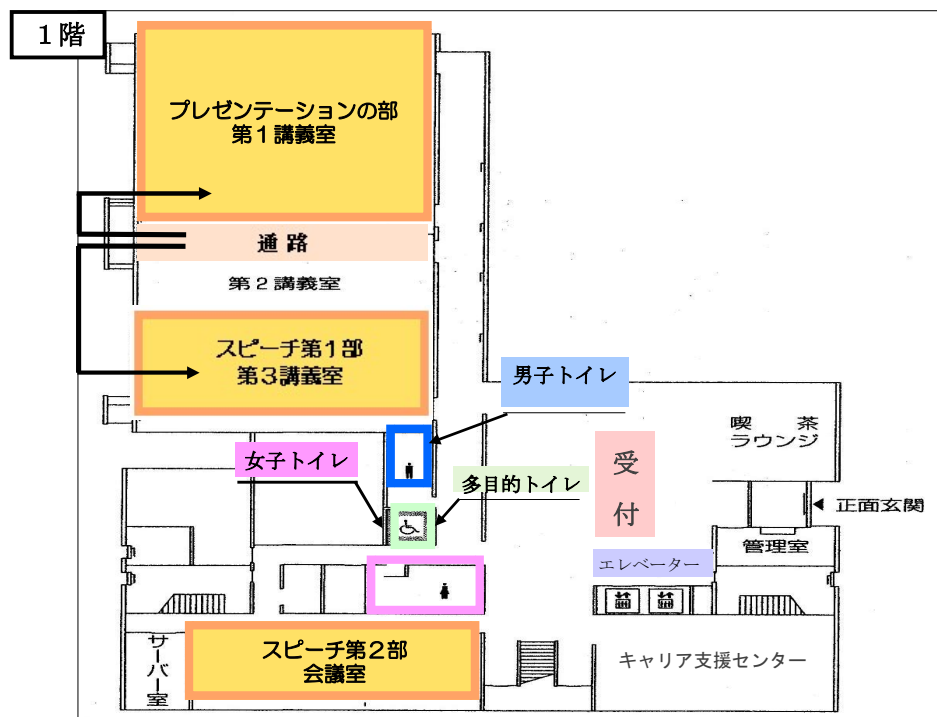 １階
プレゼンテーションの部
第１講義室
通 路
第２講義室
スピーチ第１部
第３講義室
男子トイレ
喫 茶
ラウンジ
女子トイレ
受
付
多目的トイレ
正面玄関
管理室
エレベーター
サーバー室
スピーチ第２部
会議室
キャリア支援センター